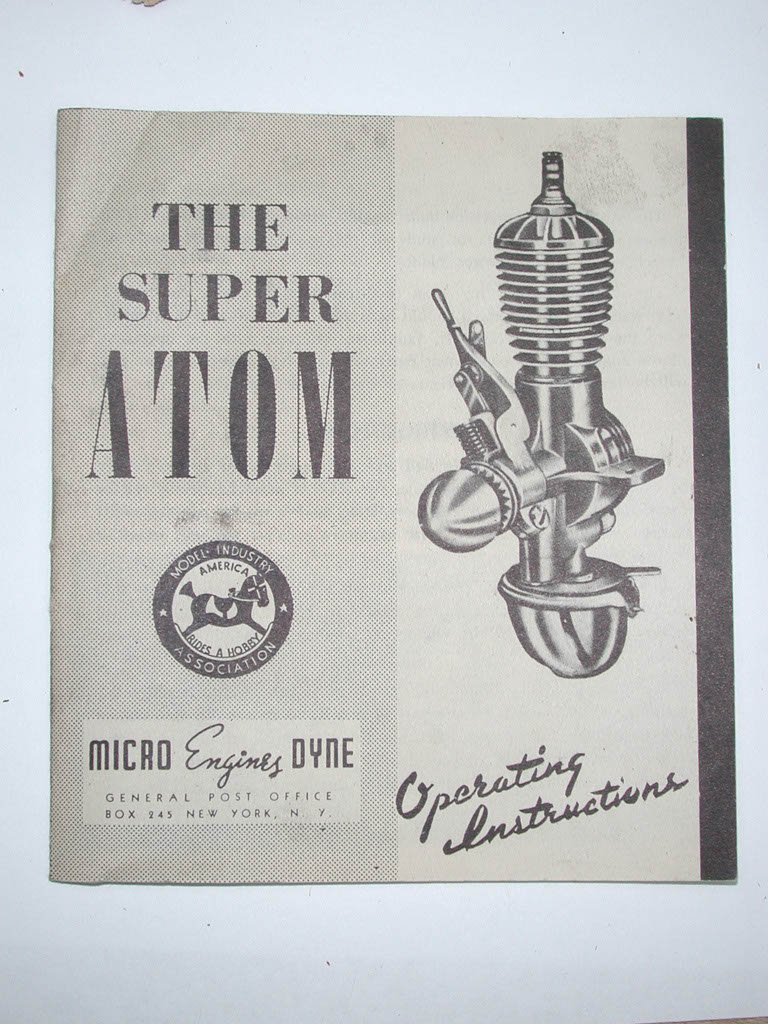 THE
SUPER
ATOM
MODEL INDUSTRY
AMERICA
RIDES A HOBBY
ASSOCIATION
MICRO Engines DYNE
GENERAL POST OFFICE
BOX 245 NEW YORK, N. Y.
Operating
Instructions